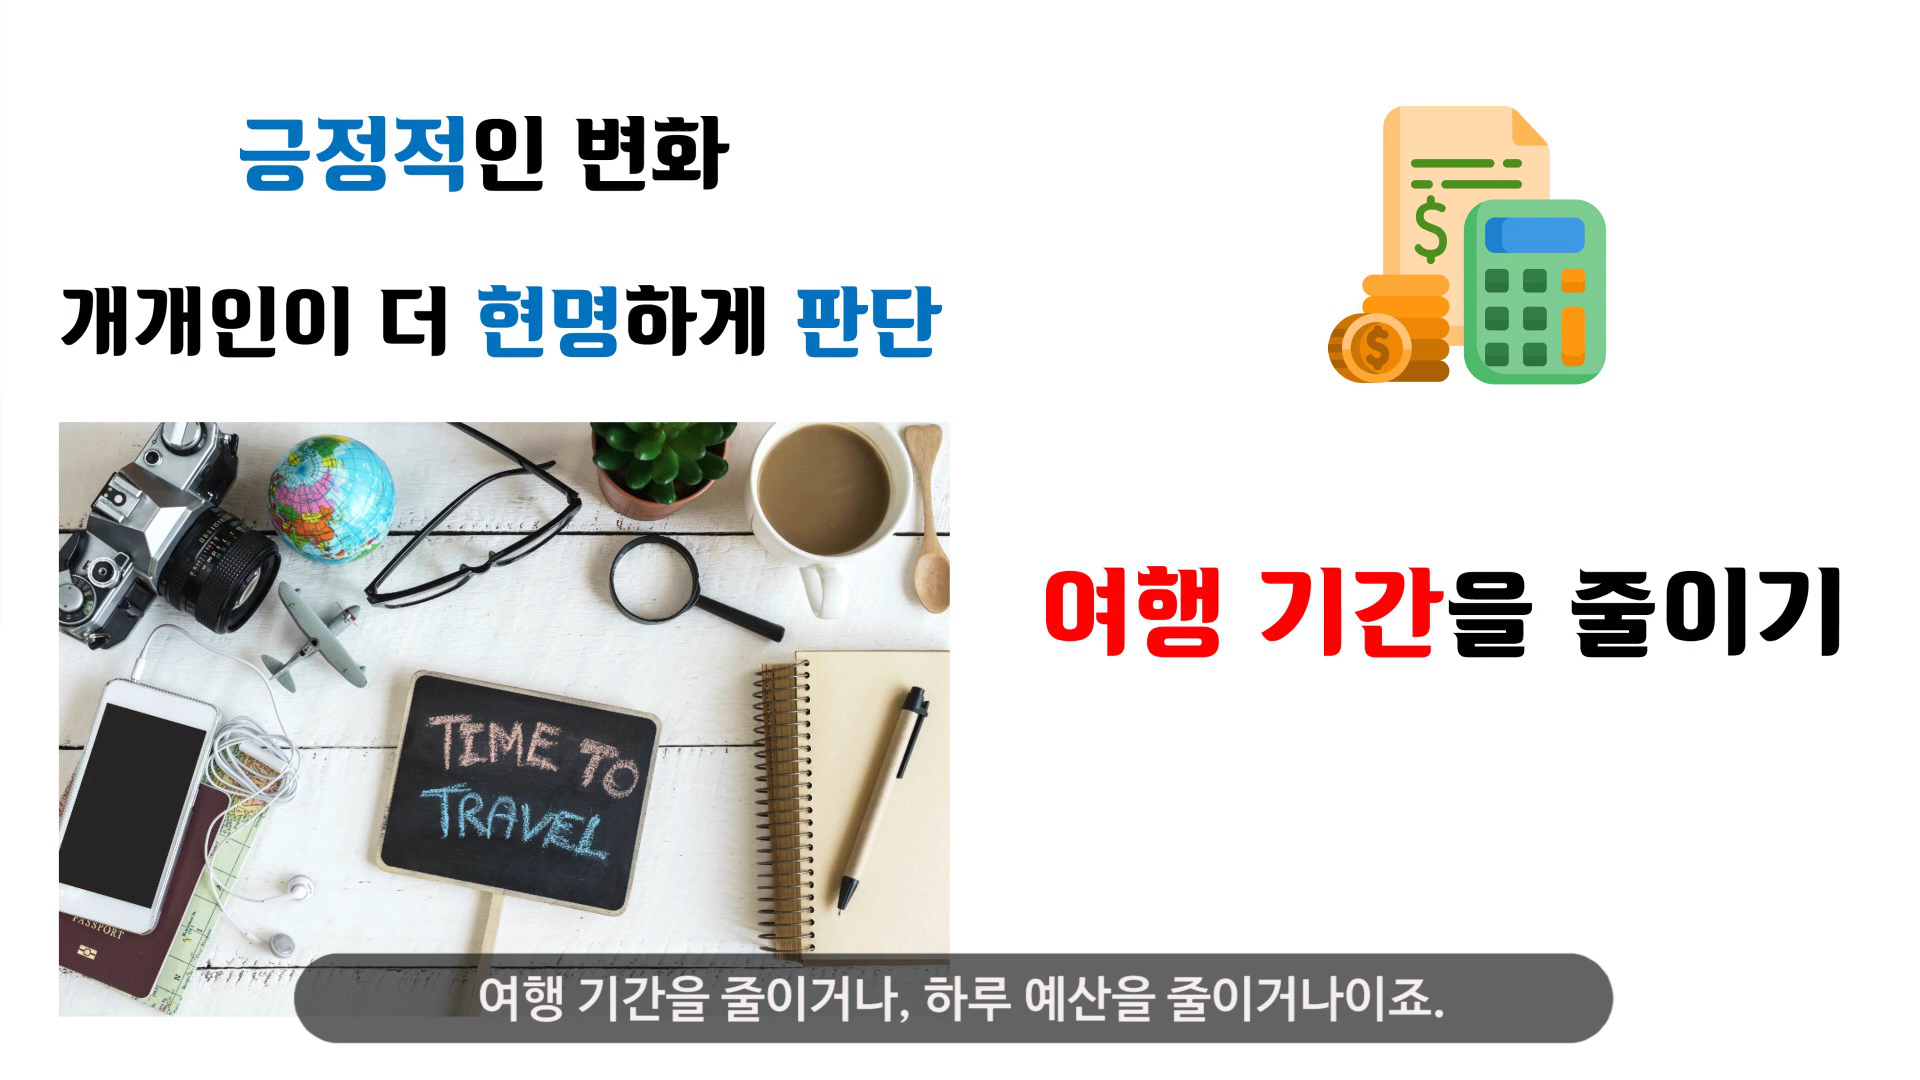 긍정적인 변화
개개인이 더 현명하게 판단
TIME TO
TRAVEL
PASSPORT
여행 기간을 줄이기
여행 기간을 줄이거나, 하루 예산을 줄이거나이죠.